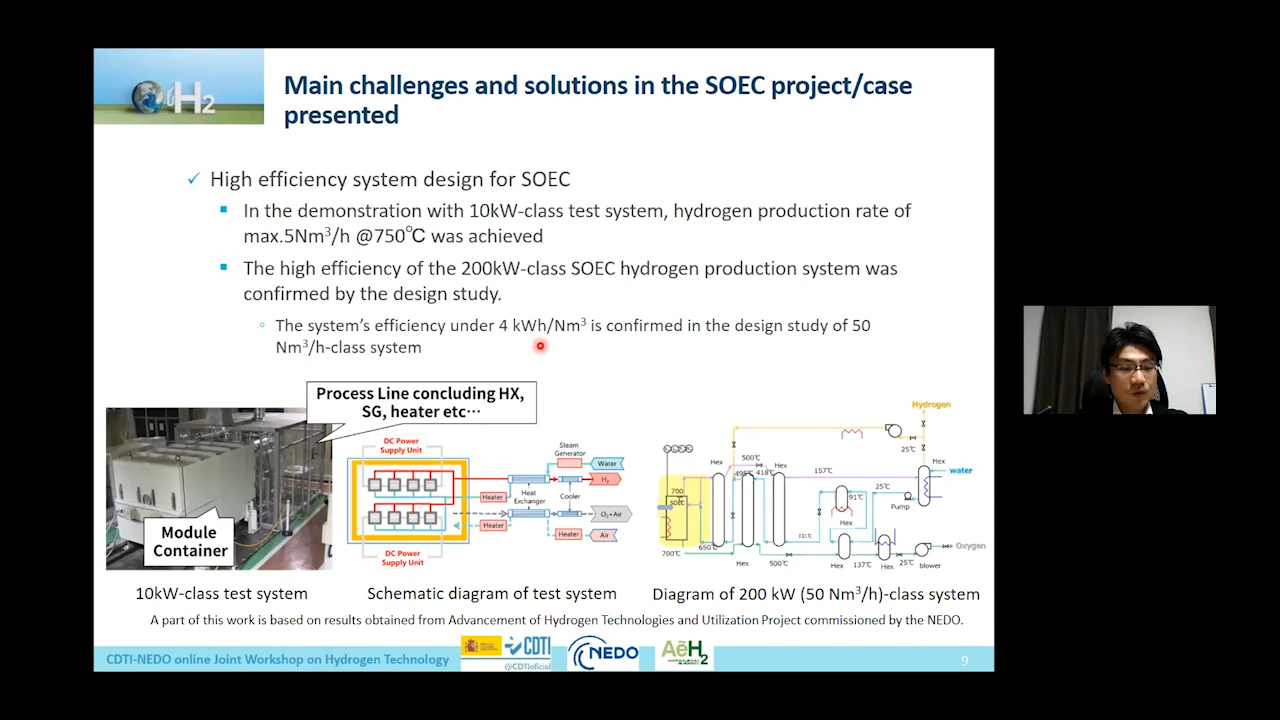 H2
Main challenges and solutions in the SOEC project/case
presented
✓ High efficiency system design for SOEC
▪ In the demonstration with 10kW-class test system, hydrogen production rate of
max.5Nm³/h @750℃ was achieved
▪ The high efficiency of the 200kW-class SOEC hydrogen production system was
confirmed by the design study.
◦ The system's efficiency under 4 kWh/Nm³ is confirmed in the design study of 50
Nm³/h-class system
Process Line concluding HX,
SG, heater etc⋯
Module
Container
10kW-class test system
DC Power
Supply Unit
Steam
Generator
Water
H₂
Heater
Heat
Exchanger
Cooler
O₂+Air
Heater
Heater
Air
DC Power
Supply Unit
Schematic diagram of test system
Hydrogen
25℃
Hex
500℃
Hex
495℃
418℃
157℃
Hex
water
700
SOEC
91℃
25℃
Pump
Hex
650℃
700℃
Hex
500℃
Hex
137℃
Hex
25℃
blower
Oxygen
Diagram of 200 kW (50 Nm³/h)-class system
A part of this work is based on results obtained from Advancement of Hydrogen Technologies and Utilization Project commissioned by the NEDO.
CDTI-NEDO online Joint Workshop on Hydrogen Technology
CDTI
@CDTIoficial
NEDO
AeH2
9